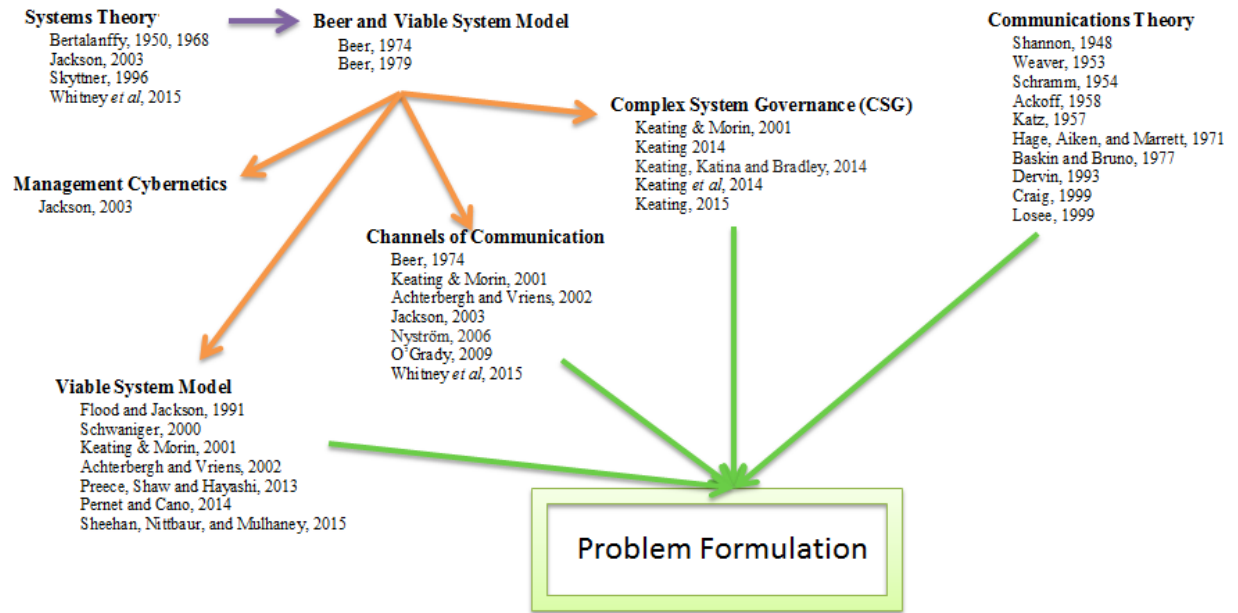 Systems Theory
Bertalanffy, 1950, 1968
Jackson, 2003
Skyttner, 1996
Whitney et al, 2015
Beer and Viable System Model
Beer, 1974
Beer, 1979
Communications Theory
Shannon, 1948
Weaver, 1953
Schramm, 1954
Ackoff, 1958
Katz, 1957
Hage, Aiken, and Marrett, 1971
Baskin and Bruno, 1977
Dervin, 1993
Craig, 1999
Losee, 1999
Complex System Governance (CSG)
Keating & Morin, 2001
Keating 2014
Keating, Katina and Bradley, 2014
Keating et al, 2014
Keating, 2015
Management Cybernetics
Jackson, 2003
Channels of Communication
Beer, 1974
Keating & Morin, 2001
Achterbergh and Vriens, 2002
Jackson, 2003
Nyström, 2006
O'Grady, 2009
Whitney et al, 2015
Viable System Model
Flood and Jackson, 1991
Schwaniger, 2000
Keating & Morin, 2001
Achterbergh and Vriens, 2002
Preece, Shaw and Hayashi, 2013
Pernet and Cano, 2014
Sheehan, Nittbaur, and Mulhaney, 2015
Problem Formulation